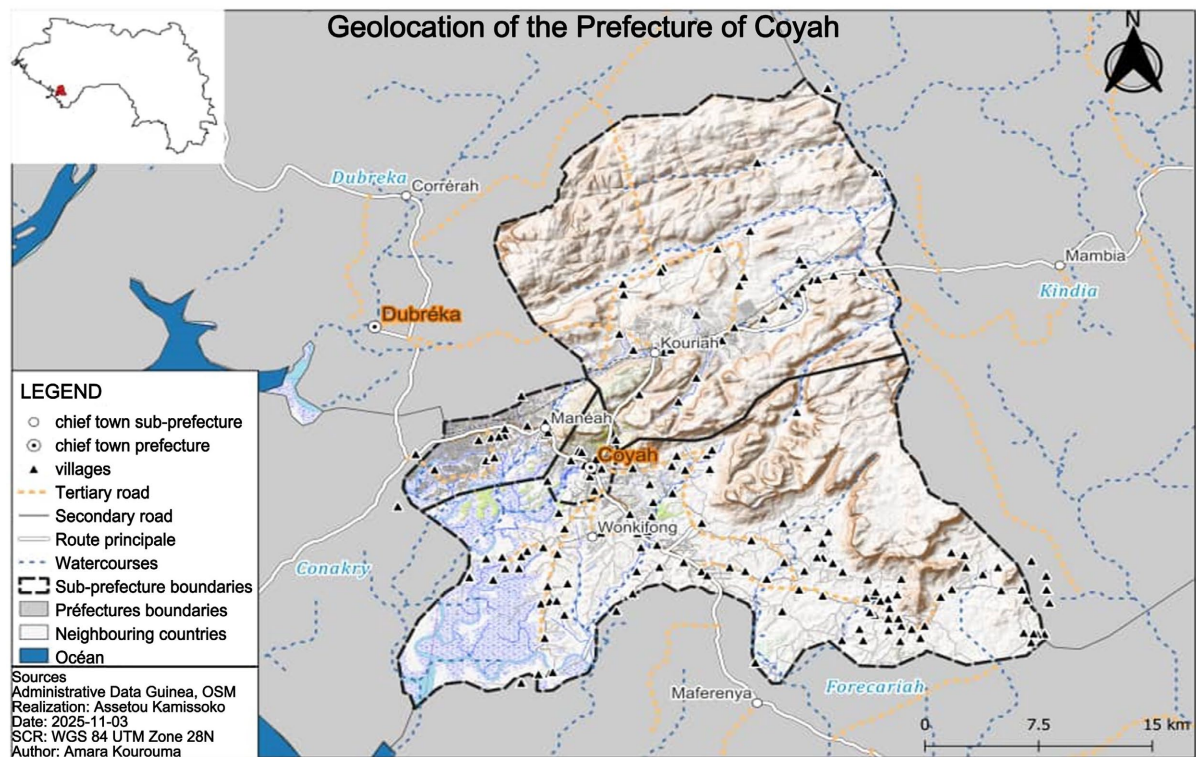 Geolocation of the Prefecture of Coyah
N
Dubreka
Corrérah
Mambia
Kindia
Dubréka
Kouriah
Manéah
Coyah
Wonkifong
Conakry
Maferenya
Forecariah
0 7.5 15 km
LEGEND
chief town sub-prefecture
chief town prefecture
villages
Tertiary road
Secondary road
Route principale
Watercourses
Sub-prefecture boundaries
Préfectures boundaries
Neighbouring countries
Océan
Sources
Administrative Data Guinea, OSM
Realization: Assetou Kamissoko
Date: 2025-11-03
SCR: WGS 84 UTM Zone 28N
Author: Amara Kourouma